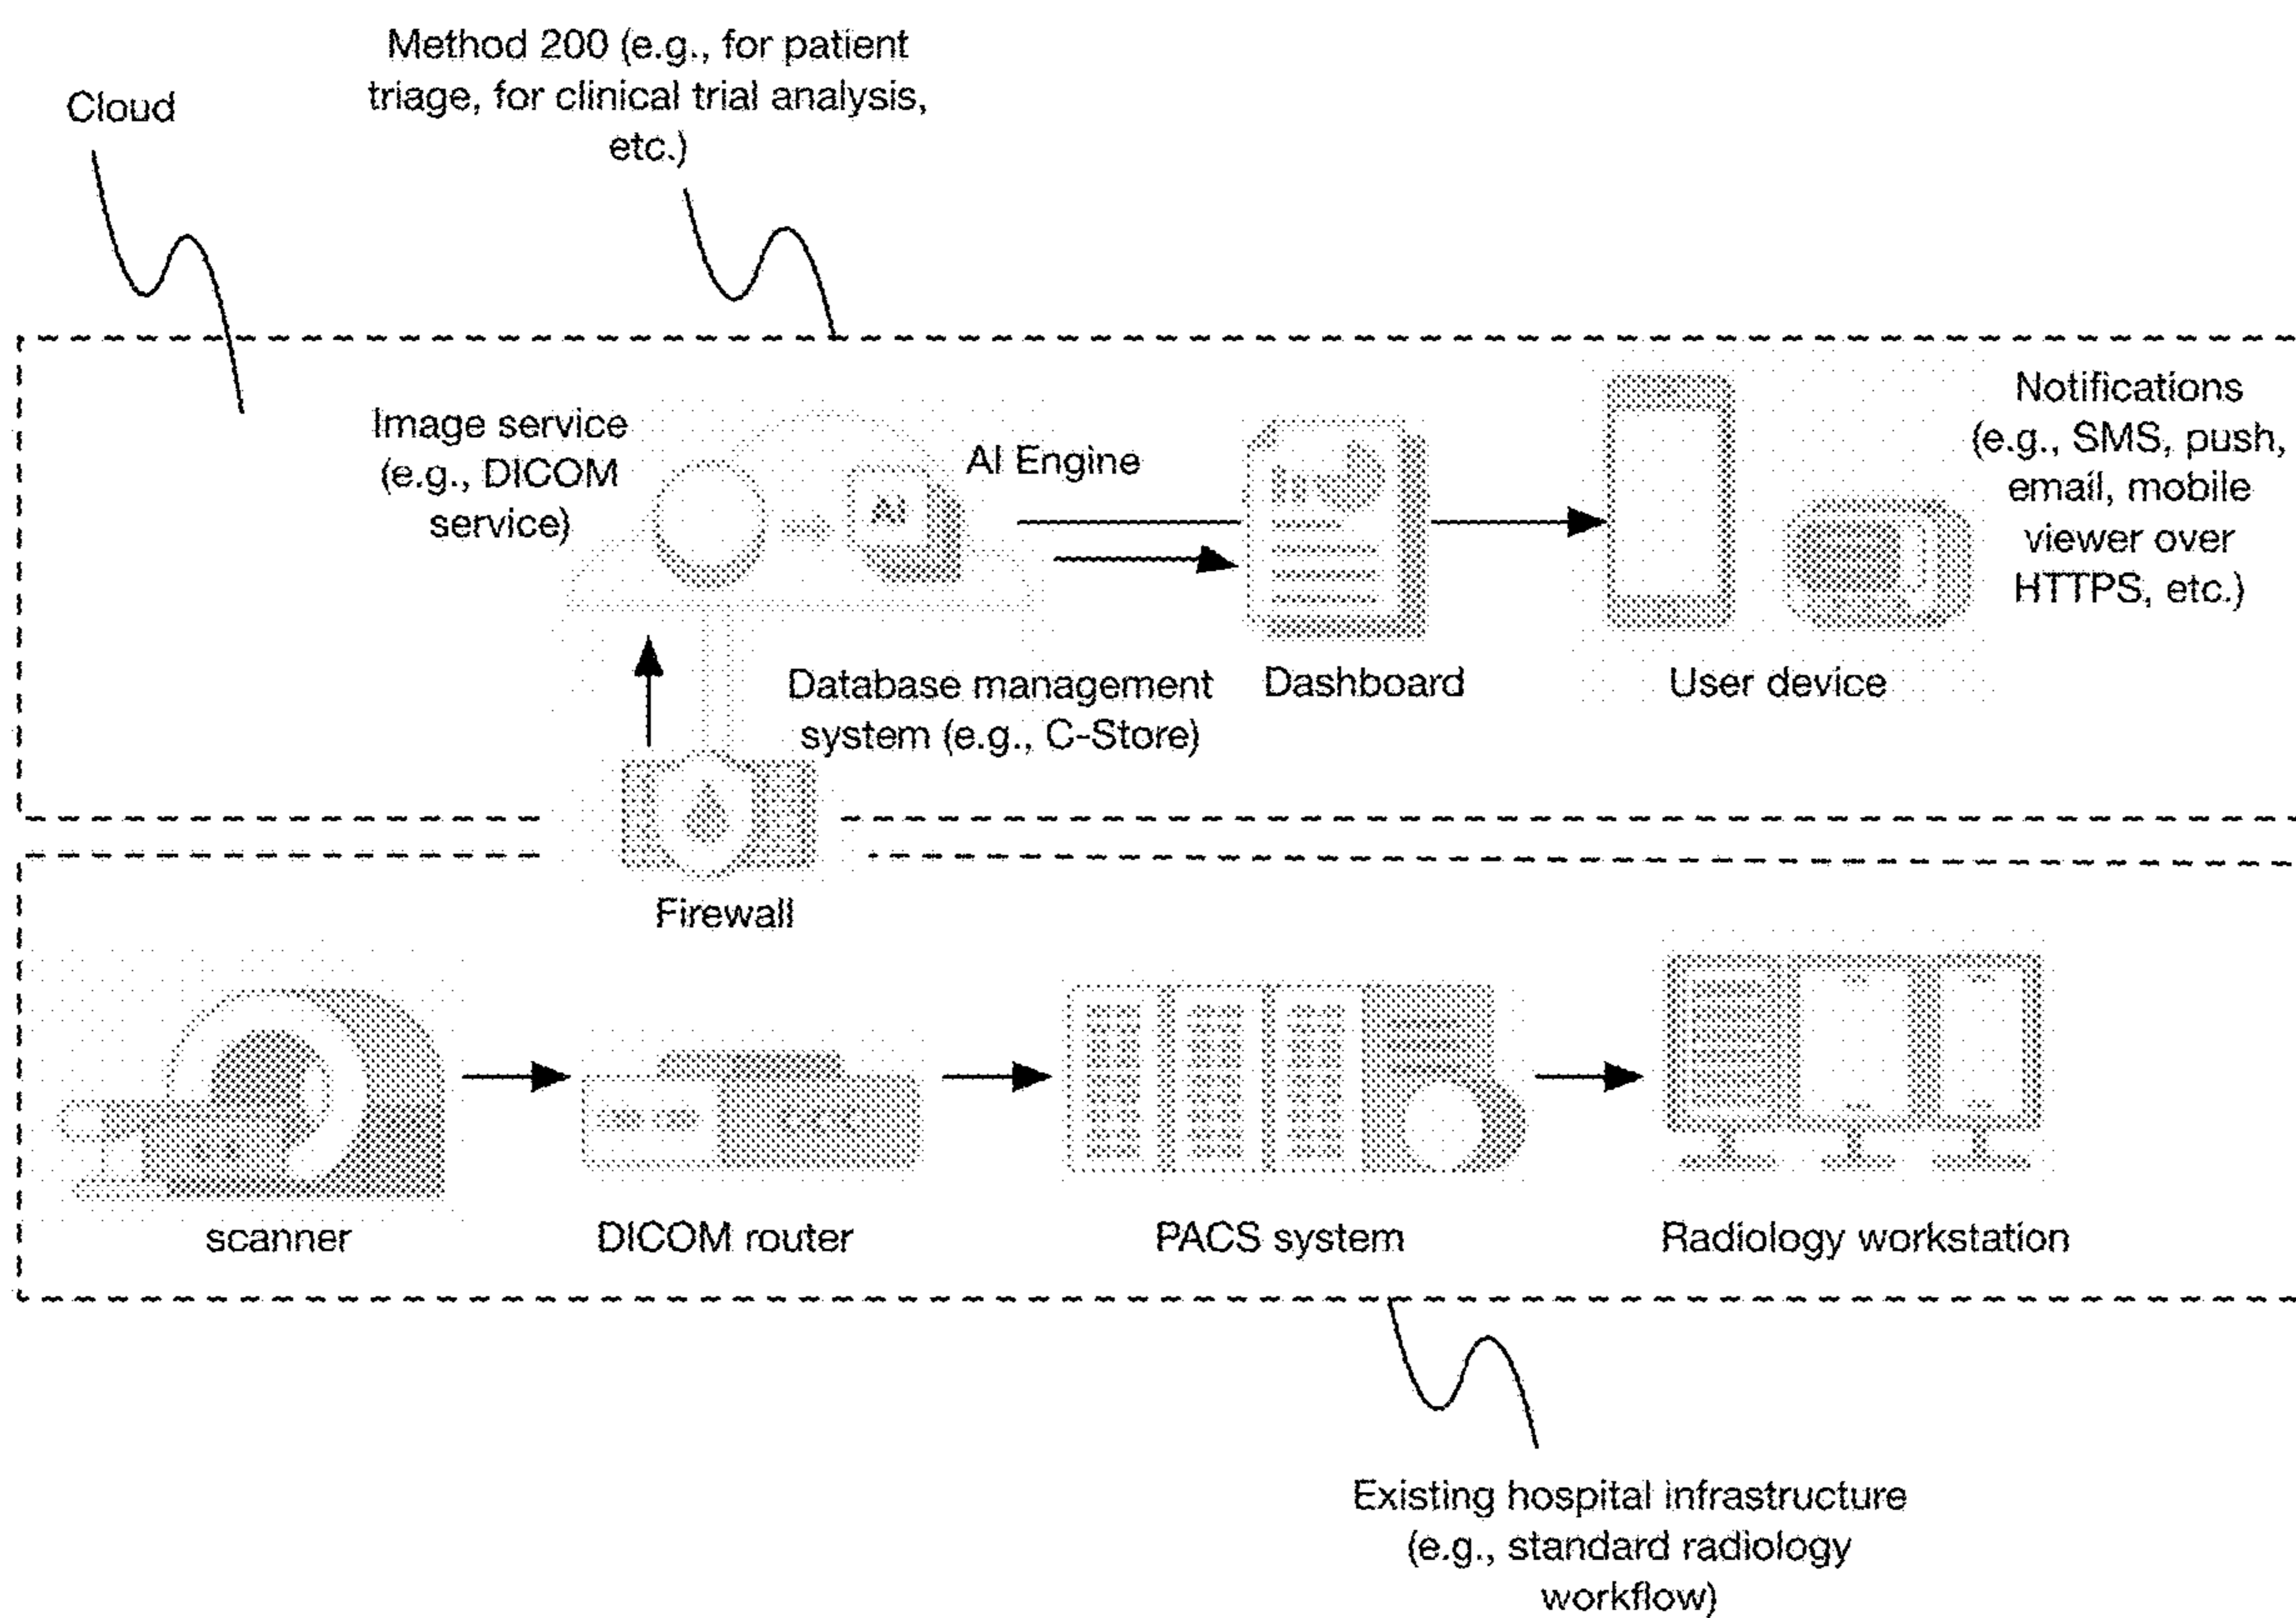 Method 200 (e.g., for patient
triage, for clinical trial analysis,
etc.)
Cloud
Image service
(e.g., DICOM
service)
AI Engine
AI
Notifications
(e.g., SMS, push,
email, mobile
viewer over
HTTPS, etc.)
Database management
system (e.g., C-Store)
Dashboard
User device
Firewall
scanner
DICOM router
PACS system
Radiology workstation
Existing hospital infrastructure
(e.g., standard radiology
workflow)